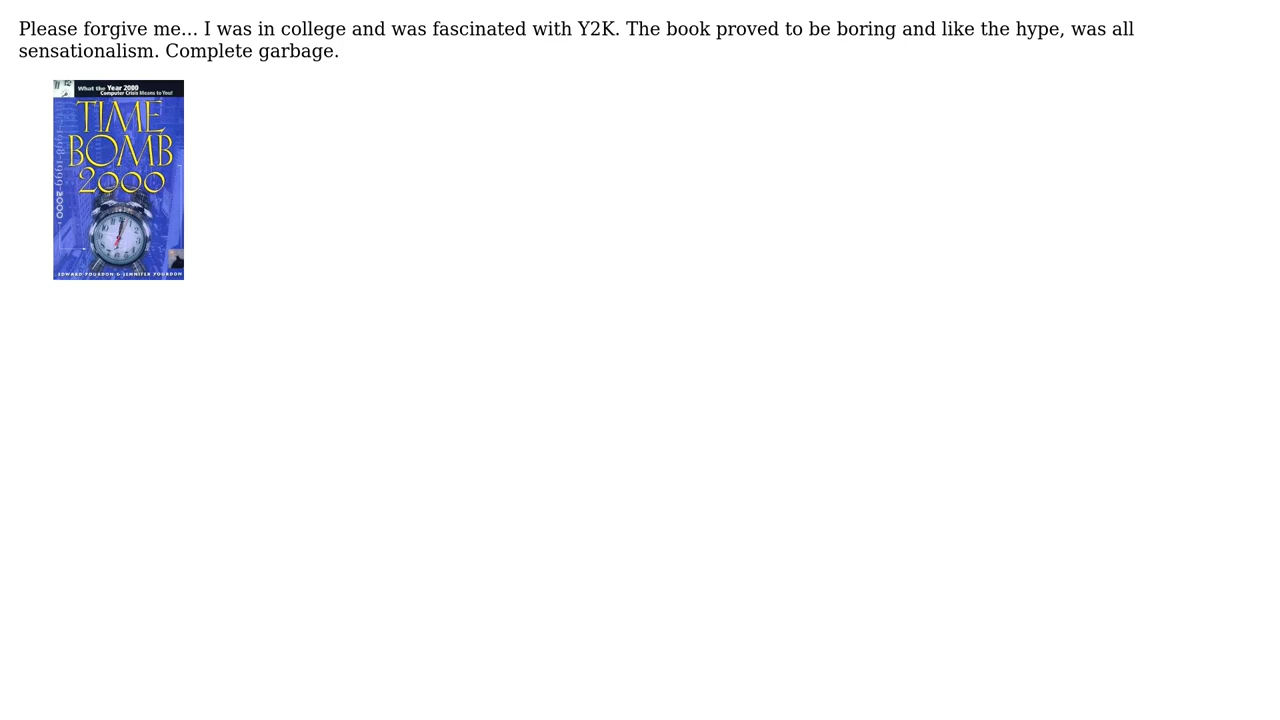 Please forgive me... I was in college and was fascinated with Y2K. The book proved to be boring and like the hype, was all
sensationalism. Complete garbage.
What the Year 2000
Computer Crisis Means to You!
TIME
BOMB
2000
EDWARD YOURDON & JENNIFER YOURDON